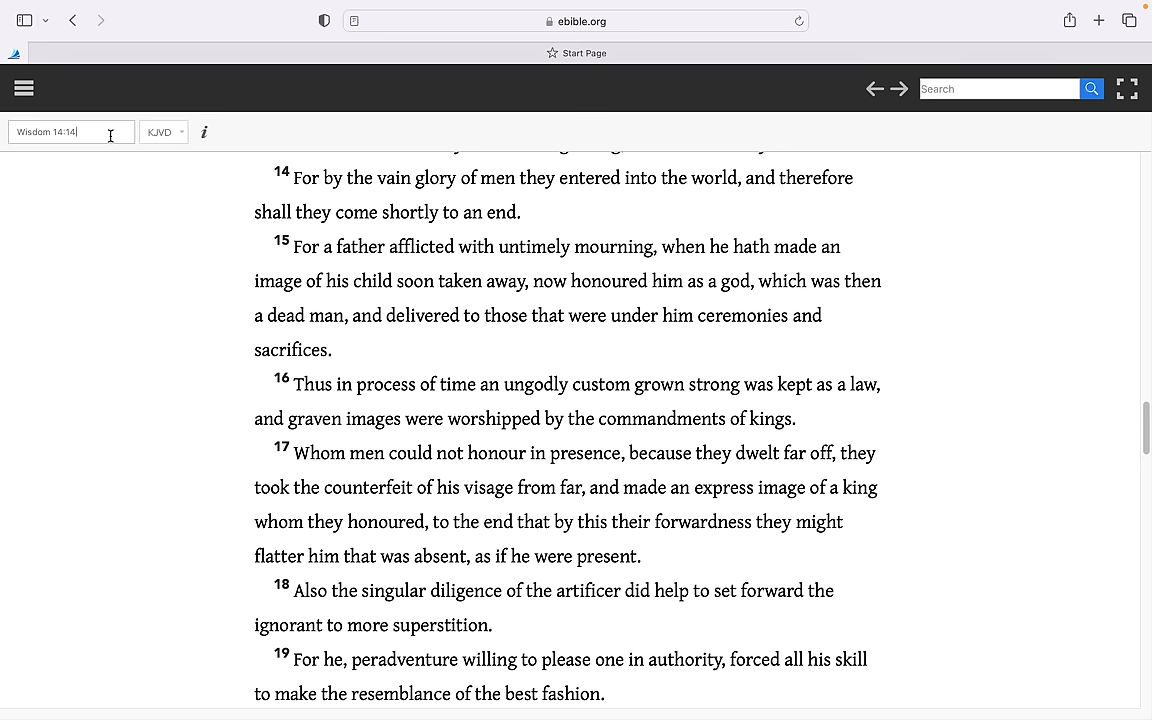 ebible.org
Start Page
Search
Wisdom 14:14
KJVD
i
14 For by the vain glory of men they entered into the world, and therefore
shall they come shortly to an end.
15 For a father afflicted with untimely mourning, when he hath made an
image of his child soon taken away, now honoured him as a god, which was then
a dead man, and delivered to those that were under him ceremonies and
sacrifices.
16 Thus in process of time an ungodly custom grown strong was kept as a law,
and graven images were worshipped by the commandments of kings.
17 Whom men could not honour in presence, because they dwelt far off, they
took the counterfeit of his visage from far, and made an express image of a king
whom they honoured, to the end that by this their forwardness they might
flatter him that was absent, as if he were present.
18 Also the singular diligence of the artificer did help to set forward the
ignorant to more superstition.
19 For he, peradventure willing to please one in authority, forced all his skill
to make the resemblance of the best fashion.